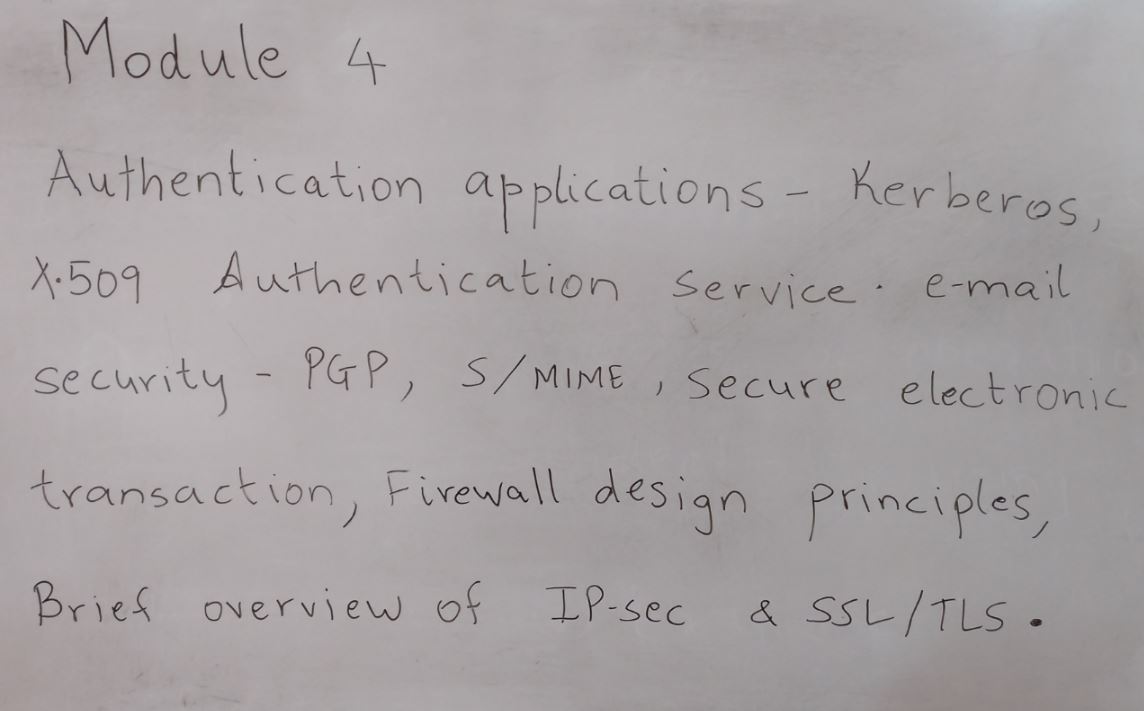 Module 4
Authentication applications - Kerberos,
X.509 Authentication Service. e-mail
security - PGP, S/MIME, Secure electronic
transaction, Firewall design principles,
Brief overview of IP-sec & SSL/TLS.